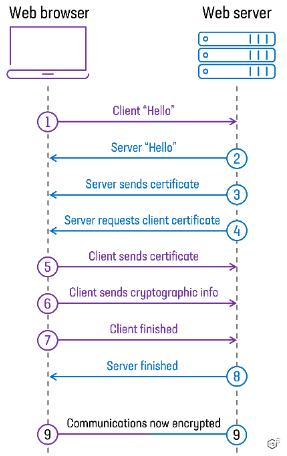 Web browser
Web server
1
Client “Hello”
Server “Hello”
2
Server sends certificate
3
Server requests client certificate
4
5
Client sends certificate
6
Client sends cryptographic info
7
Client finished
Server finished
8
9
Communications now encrypted
9